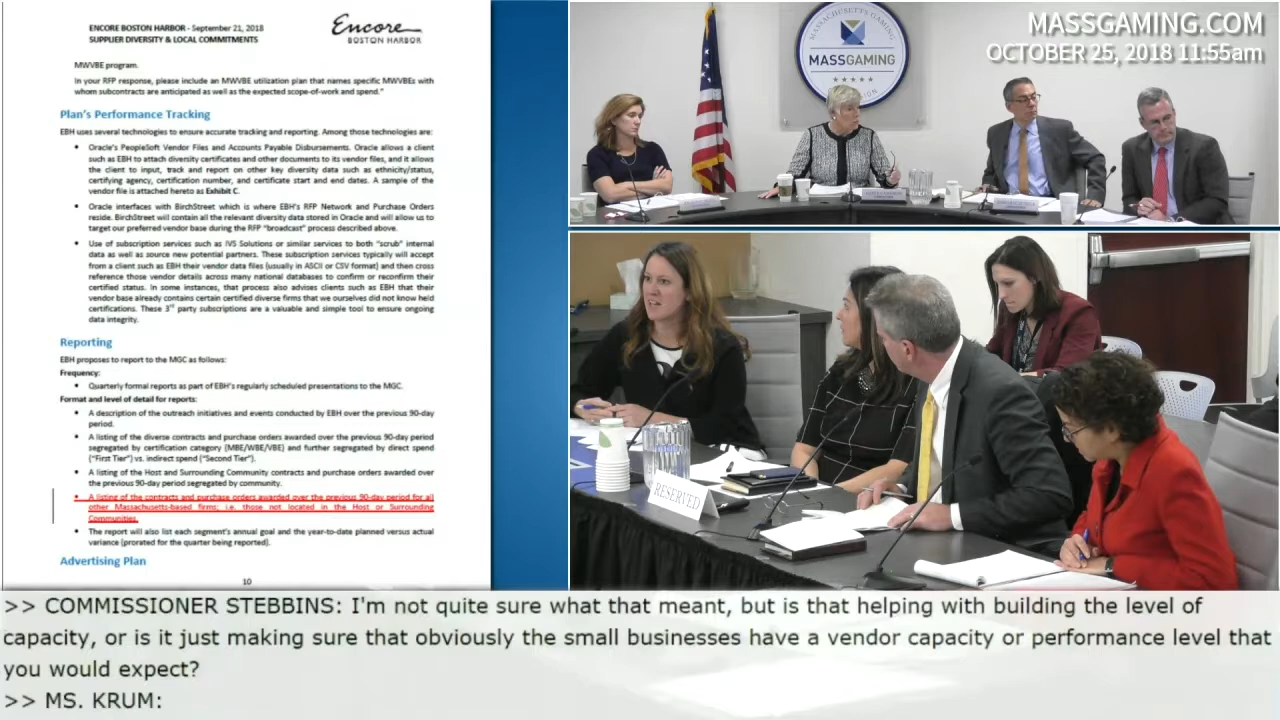 ENCORE BOSTON HARBOR - September 21, 2018
SUPPLIER DIVERSITY & LOCAL COMMITMENTS
Encore
BOSTON HARBOR
MWVBE program.
In your RFP response, please include an MWVBE utilization plan that names specific MWVBEs with
whom subcontracts are anticipated as well as the expected scope-of-work and spend."
Plan's Performance Tracking
EBH uses several technologies to ensure accurate tracking and reporting. Among those technologies are:
• Oracle's PeopleSoft Vendor Files and Accounts Payable Disbursements. Oracle allows a client
such as EBH to attach diversity certificates and other documents to its vendor files, and it allows
the client to input, track and report on other key diversity data such as ethnicity/status,
certifying agency, certification number, and certificate start and end dates. A sample of the
vendor file is attached hereto as Exhibit C.
• Oracle interfaces with BirchStreet which is where EBH's RFP Network and Purchase Orders
reside. BirchStreet will contain all the relevant diversity data stored in Oracle and will allow us to
target our preferred vendor base during the RFP "broadcast" process described above.
• Use of subscription services such as IVS Solutions or similar services to both "scrub" internal
data as well as source new potential partners. These subscription services typically will accept
from a client such as EBH their vendor data files (usually in ASCII or CSV format) and then cross
reference those vendor details across many national databases to confirm or reconfirm their
certified status. In some instances, that process also advises clients such as EBH that their
vendor base already contains certain certified diverse firms that we ourselves did not know held
certifications. These 3rd party subscriptions are a valuable and simple tool to ensure ongoing
data integrity.
Reporting
EBH proposes to report to the MGC as follows:
Frequency:
• Quarterly formal reports as part of EBH's regularly scheduled presentations to the MGC.
Format and level of detail for reports:
• A description of the outreach initiatives and events conducted by EBH over the previous 90-day
period.
• A listing of the diverse contracts and purchase orders awarded over the previous 90-day period
segregated by certification category (MBE/WBE/VBE) and further segregated by direct spend
("First Tier") vs. indirect spend ("Second Tier").
• A listing of the Host and Surrounding Community contracts and purchase orders awarded over
the previous 90-day period segregated by community.
• A listing of the contracts and purchase orders awarded over the previous 90-day period for all
other Massachusetts-based firms; i.e. those not located in the Host or Surrounding
Communities.
• The report will also list each segment's annual goal and the year-to-date planned versus actual
variance (prorated for the quarter being reported).
Advertising Plan
10
MASSACHUSETTS GAMING
MASSGAMING
MASSGAMING.COM
OCTOBER 25, 2018 11:55am
RESERVED
>> COMMISSIONER STEBBINS: I'm not quite sure what that meant, but is that helping with building the level of
capacity, or is it just making sure that obviously the small businesses have a vendor capacity or performance level that
you would expect?
>> MS. KRUM: